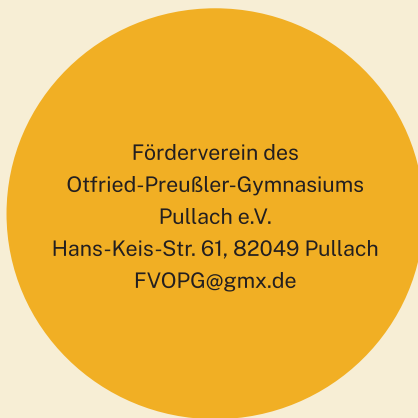 Förderverein des
Otfried-Preußler-Gymnasiums
Pullach e.V.
Hans-Keis-Str. 61, 82049 Pullach
FVOPG@gmx.de